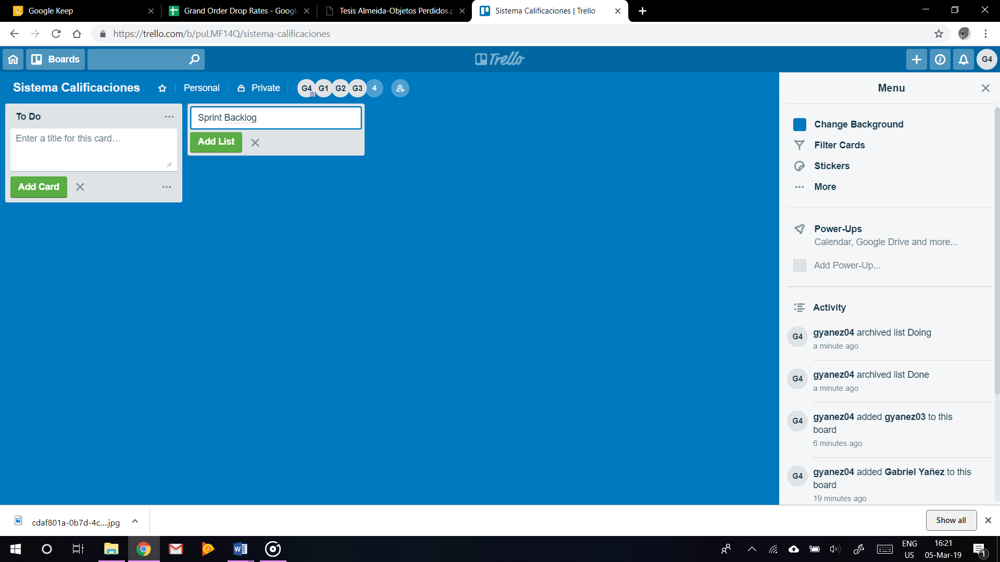 Google Keep
Grand Order Drop Rates - Googl
Tesis Almeida-Objetos Perdidos.p
Sistema Calificaciones | Trello
https://trello.com/b/puLMF14Q/sistema-calificaciones
Boards
Trello
G4
Sistema Calificaciones
Personal
Private
G4 G1 G2 G3 4
Menu
To Do
Enter a title for this card…
Add Card
Sprint Backlog
Add List
Change Background
Filter Cards
Stickers
More
Power-Ups
Calendar, Google Drive and more...
Add Power-Up...
Activity
G4
gyanez04 archived list Doing
a minute ago
G4
gyanez04 archived list Done
a minute ago
G4
gyanez04 added gyanez03 to this
board
6 minutes ago
G4
gyanez04 added Gabriel Yañez to this
board
19 minutes ago
cdaf801a-0b7d-4c....jpg
Show all
ENG
US
16:21
05-Mar-19
1